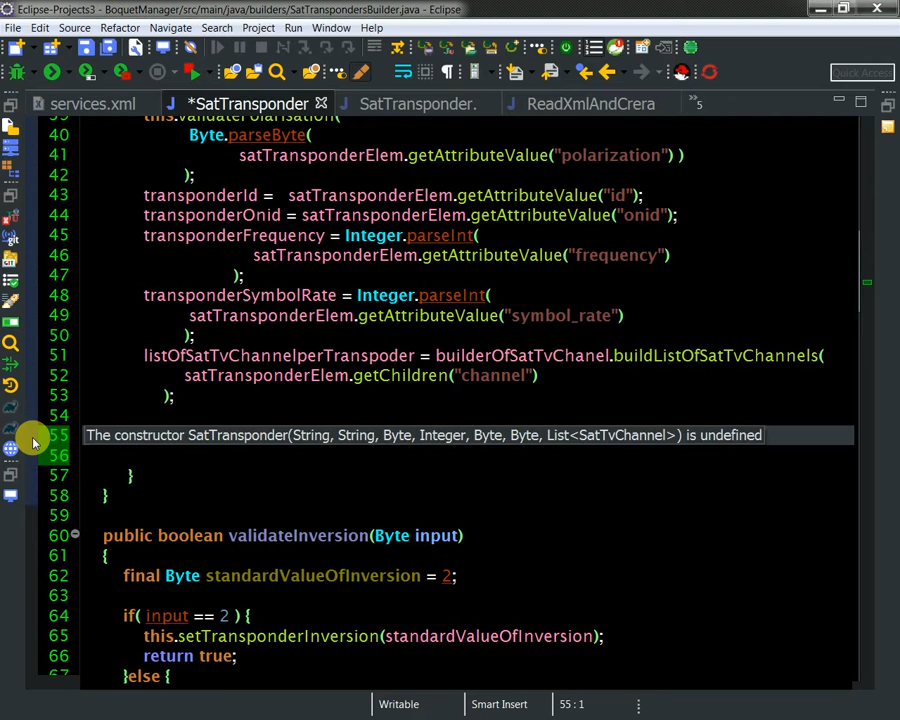 Eclipse-Projects3 - BoquetManager/src/main/java/builders/SatTranspondersBuilder.java - Eclipse
File Edit Source Refactor Navigate Search Project Run Window Help
Quick Access
services.xml *SatTransponder SatTransponder. ReadXmlAndCrera »5
39 this.validatePolarisation(
40 Byte.parseByte(
41 satTransponderElem.getAttributeValue("polarization") )
42 );
43 transponderId = satTransponderElem.getAttributeValue("id");
44 transponderOnid = satTransponderElem.getAttributeValue("onid");
45 transponderFrequency = Integer.parseInt(
46 satTransponderElem.getAttributeValue("frequency")
47 );
48 transponderSymbolRate = Integer.parseInt(
49 satTransponderElem.getAttributeValue("symbol_rate")
50 );
51 listOfSatTvChannelperTranspoder = builderOfSatTvChanel.buildListOfSatTvChannels(
52 satTransponderElem.getChildren("channel")
53 );
54
55 The constructor SatTransponder(String, String, Byte, Integer, Byte, Byte, List<SatTvChannel>) is undefined
56
57 }
58 }
59
60 public boolean validateInversion(Byte input)
61 {
62 final Byte standardValueOfInversion = 2;
63
64 if( input == 2 ) {
65 this.setTransponderInversion(standardValueOfInversion);
66 return true;
67 }else {
Writable Smart Insert 55 : 1